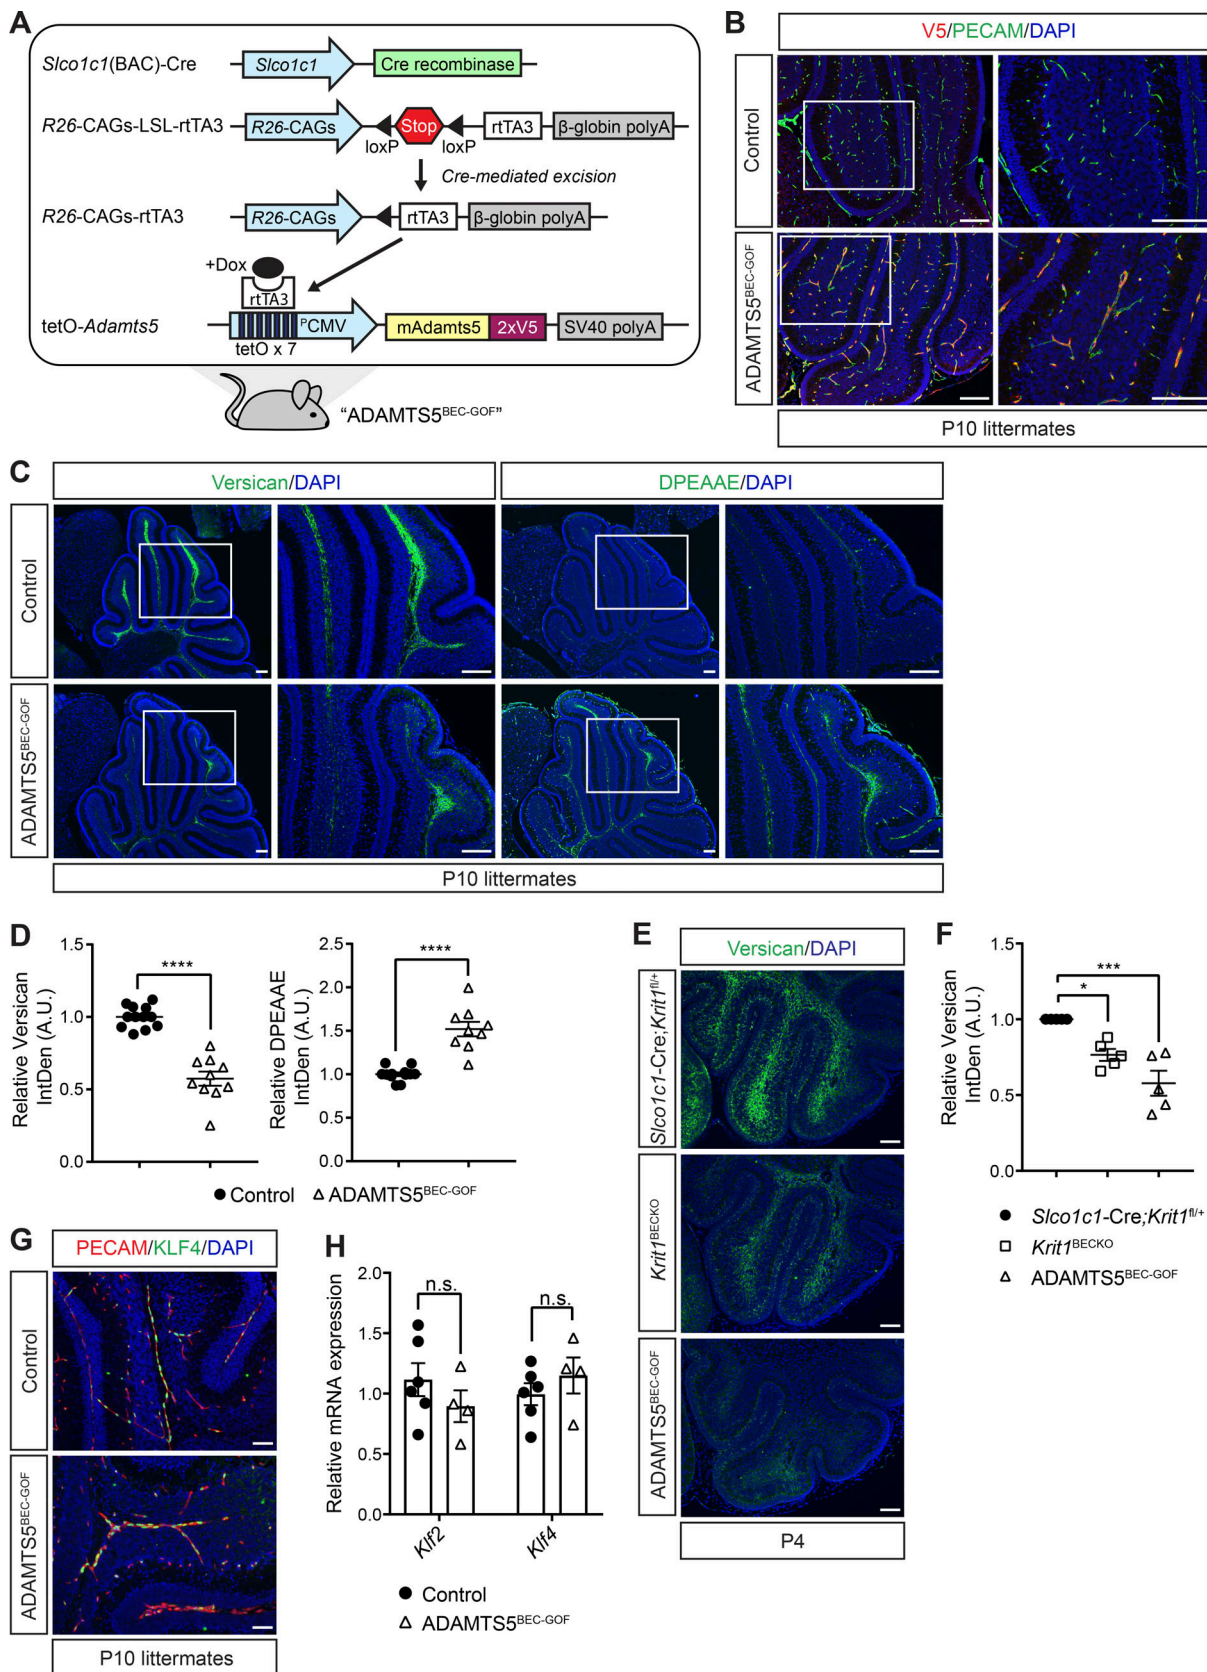 A
Slco1c1(BAC)-Cre
Slco1c1
Cre recombinase
R26-CAGs-LSL-rtTA3
R26-CAGs
Stop
rtTA3
β-globin polyA
loxP
loxP
Cre-mediated excision
R26-CAGs-rtTA3
R26-CAGs
rtTA3
β-globin polyA
+Dox
rtTA3
tetO-Adamts5
PCMV
mAdamts5
2xV5
SV40 polyA
tetO x 7
“ADAMTS5BEC-GOF”
B
V5/PECAM/DAPI
Control
ADAMTS5BEC-GOF
P10 littermates
C
Versican/DAPI
DPEAAE/DAPI
Control
ADAMTS5BEC-GOF
P10 littermates
D
Relative Versican
IntDen (A.U.)
1.5
1.0
0.5
0.0
****
Relative DPEAAE
IntDen (A.U.)
2.5
2.0
1.5
1.0
0.5
0.0
****
Control
ADAMTS5BEC-GOF
E
Versican/DAPI
Slco1c1-Cre;Krit1fl/+
Krit1BECKO
ADAMTS5BEC-GOF
P4
F
Relative Versican
IntDen (A.U.)
1.5
1.0
0.5
0.0
***
*
Slco1c1-Cre;Krit1fl/+
Krit1BECKO
ADAMTS5BEC-GOF
G
PECAM/KLF4/DAPI
Control
ADAMTS5BEC-GOF
P10 littermates
H
Relative mRNA expression
2.0
1.5
1.0
0.5
0.0
n.s.
n.s.
Klf2
Klf4
Control
ADAMTS5BEC-GOF